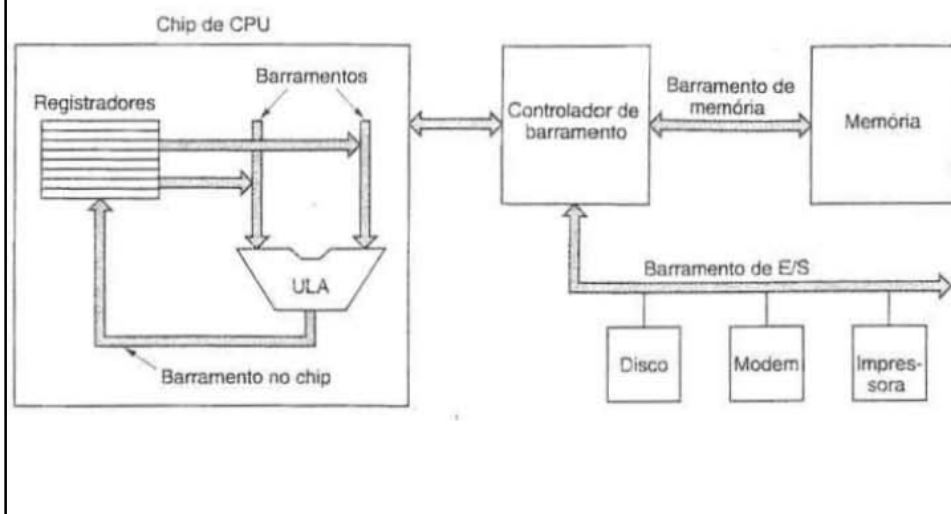 Chip de CPU
Registradores
Barramentos
ULA
Barramento no chip
Controlador de
barramento
Barramento de
memória
Memória
Barramento de E/S
Disco
Modem
Impres-
sora